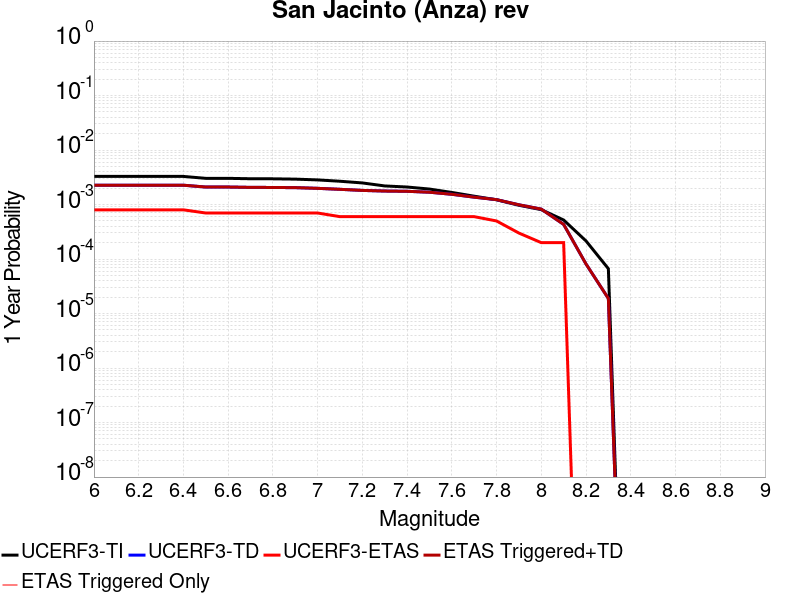 San Jacinto (Anza) rev
10^0
10^-1
10^-2
10^-3
10^-4
10^-5
10^-6
10^-7
10^-8
1 Year Probability
6 6.2 6.4 6.6 6.8 7 7.2 7.4 7.6 7.8 8 8.2 8.4 8.6 8.8 9
Magnitude
UCERF3-TI UCERF3-TD UCERF3-ETAS ETAS Triggered+TD
ETAS Triggered Only